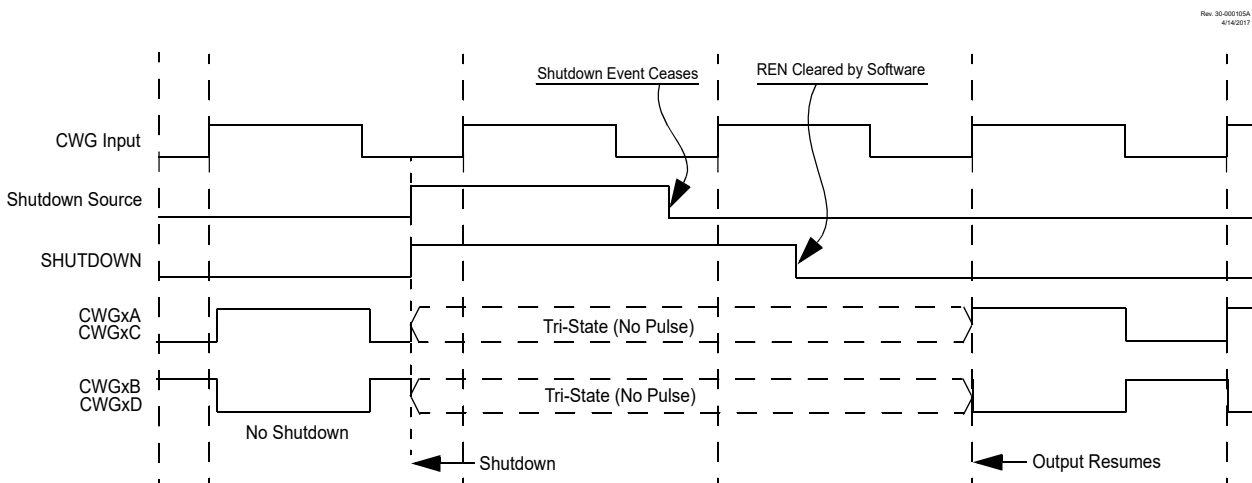 Rev. 30-000105A
4/14/2017
Shutdown Event Ceases
REN Cleared by Software
CWG Input
Shutdown Source
SHUTDOWN
CWGxA
CWGxC
Tri-State (No Pulse)
CWGxB
CWGxD
Tri-State (No Pulse)
No Shutdown
Shutdown
Output Resumes